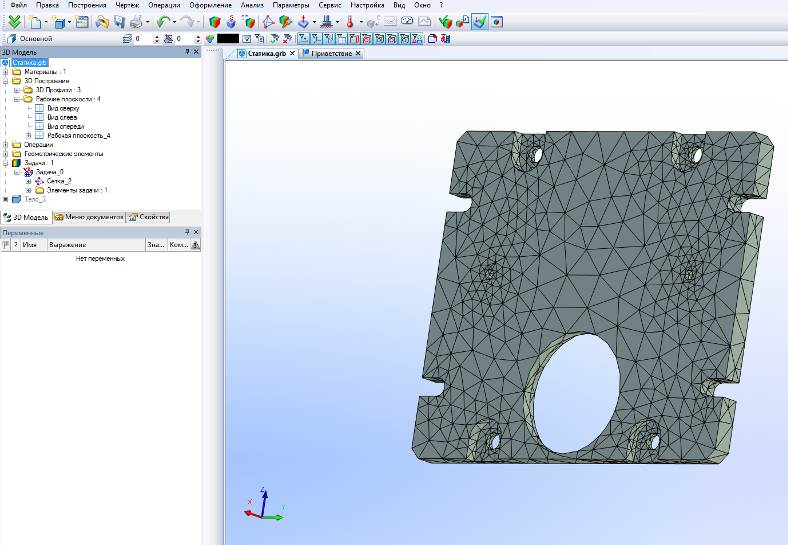 Файл Правка Построения Чертёж Операции Оформление Анализ Параметры Сервис Настройка Вид Окно ?
Основной 0 0
3D Модель
Статика.grb Приветствие
Статика.grb
Материалы : 1
3D Построения
3D Профили : 3
Рабочие плоскости : 4
Вид сверху
Вид слева
Вид спереди
Рабочая плоскость_4
Операции
Геометрические элементы
Задачи : 1
Задача_0
Сетка_2
Элементы задачи : 1
Тело_3
3D Модель Меню документов Свойства
Переменные
? Имя Выражение Зна... Ком...
Нет переменных
X Z Y